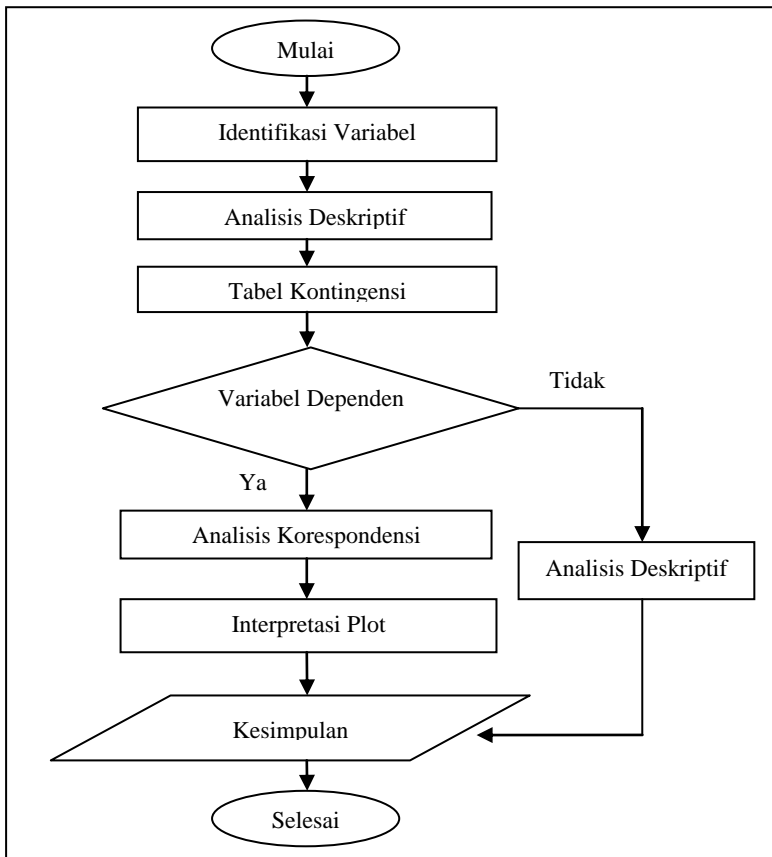 Mulai
Identifikasi Variabel
Analisis Deskriptif
Tabel Kontingensi
Variabel Dependen
Tidak
Ya
Analisis Korespondensi
Analisis Deskriptif
Interpretasi Plot
Kesimpulan
Selesai